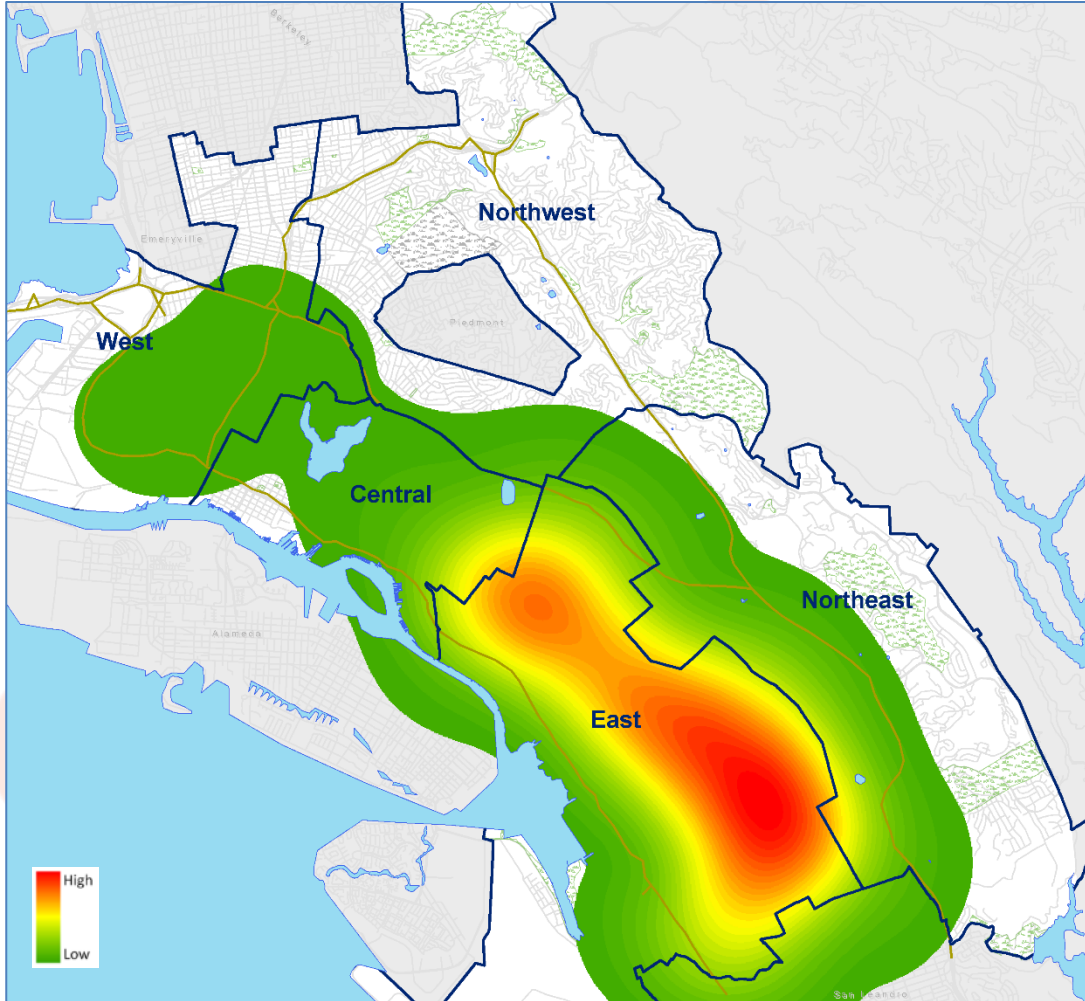 Berkeley
Northwest
Emeryville
Piedmont
West
Central
Northeast
Alameda
East
High
Low
San Leandro